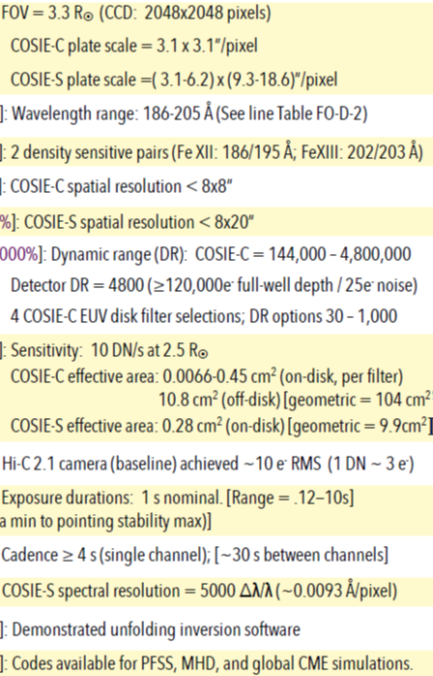 FOV = 3.3 R☉ (CCD: 2048x2048 pixels)
COSIE-C plate scale = 3.1 x 3.1"/pixel
COSIE-S plate scale =( 3.1-6.2) x (9.3-18.6)"/pixel
]: Wavelength range: 186-205 Å (See line Table FO-D-2)
]: 2 density sensitive pairs (Fe XII: 186/195 Å; FeXIII: 202/203 Å)
]: COSIE-C spatial resolution < 8x8"
%]: COSIE-S spatial resolution < 8x20"
000%]: Dynamic range (DR): COSIE-C = 144,000 – 4,800,000
Detector DR = 4800 (≥120,000e⁻ full-well depth / 25e⁻ noise)
4 COSIE-C EUV disk filter selections; DR options 30 – 1,000
]: Sensitivity: 10 DN/s at 2.5 R☉
COSIE-C effective area: 0.0066-0.45 cm² (on-disk, per filter)
10.8 cm² (off-disk) [geometric = 104 cm²
COSIE-S effective area: 0.28 cm² (on-disk) [geometric = 9.9cm²]
Hi-C 2.1 camera (baseline) achieved ~10 e⁻ RMS (1 DN ~ 3 e⁻)
Exposure durations: 1 s nominal. [Range = .12–10s]
a min to pointing stability max)]
Cadence ≥ 4 s (single channel); [~30 s between channels]
COSIE-S spectral resolution = 5000 Δλ/λ (~0.0093 Å/pixel)
]: Demonstrated unfolding inversion software
]: Codes available for PFSS, MHD, and global CME simulations.